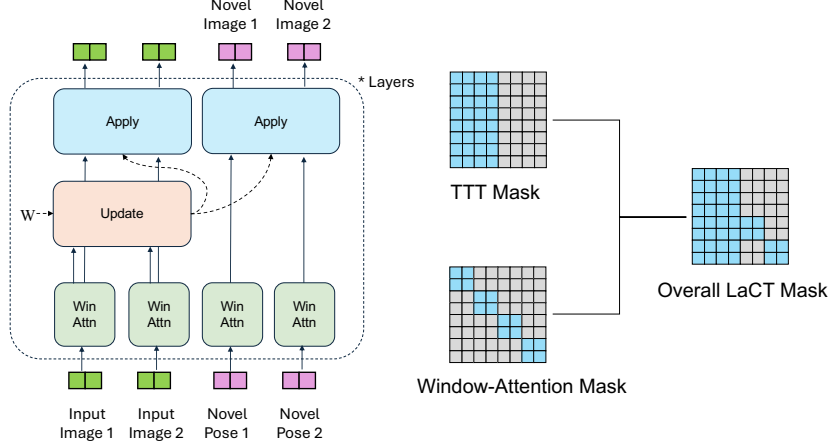 Novel
Image 1
Novel
Image 2
* Layers
Apply
Apply
W
Update
Win
Attn
Win
Attn
Win
Attn
Win
Attn
Input
Image 1
Input
Image 2
Novel
Pose 1
Novel
Pose 2
TTT Mask
Window-Attention Mask
Overall LaCT Mask